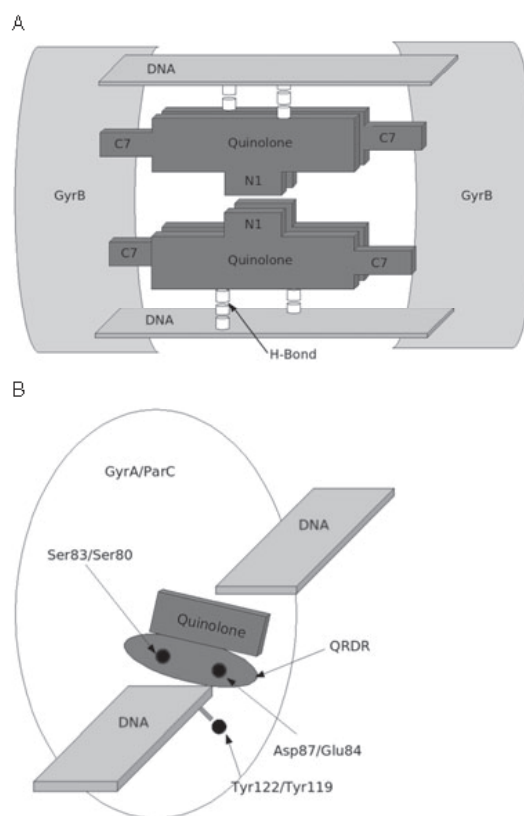 A
DNA
C7
Quinolone
C7
N1
GyrB
GyrB
N1
C7
Quinolone
C7
DNA
H-Bond
B
GyrA/ParC
DNA
Ser83/Ser80
Quinolone
QRDR
DNA
Asp87/Glu84
Tyr122/Tyr119